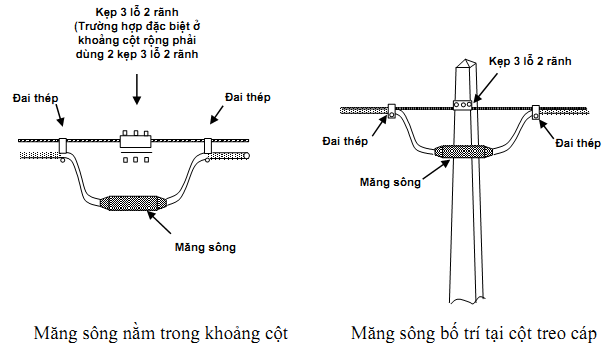 Kẹp 3 lỗ 2 rãnh
(Trường hợp đặc biệt ở
khoảng cột rộng phải
dùng 2 kẹp 3 lỗ 2 rãnh
Đai thép
Đai thép
Măng sông
Măng sông nằm trong khoảng cột
Kẹp 3 lỗ 2 rãnh
Đai thép
Đai thép
Măng sông
Măng sông bố trí tại cột treo cáp